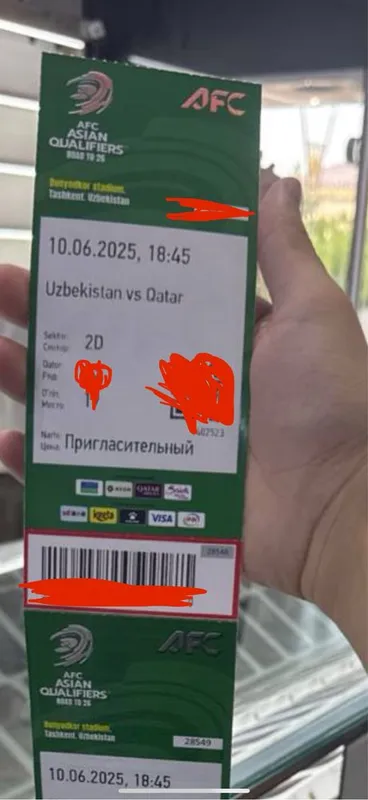 AFC
AFC
ASIAN
QUALIFIERS
ROAD TO 26
Bunyodkor stadium,
Tashkent, Uzbekistan
10.06.2025, 18:45
Uzbekistan vs Qatar
Sektor
Сектор
2D
Qator
Ряд
O'rin
Место
Narx
Цена
Пригласительный
VISA
28548
AFC
AFC
ASIAN
QUALIFIERS
ROAD TO 26
Bunyodkor stadium,
Tashkent, Uzbekistan
28549
10.06.2025, 18:45